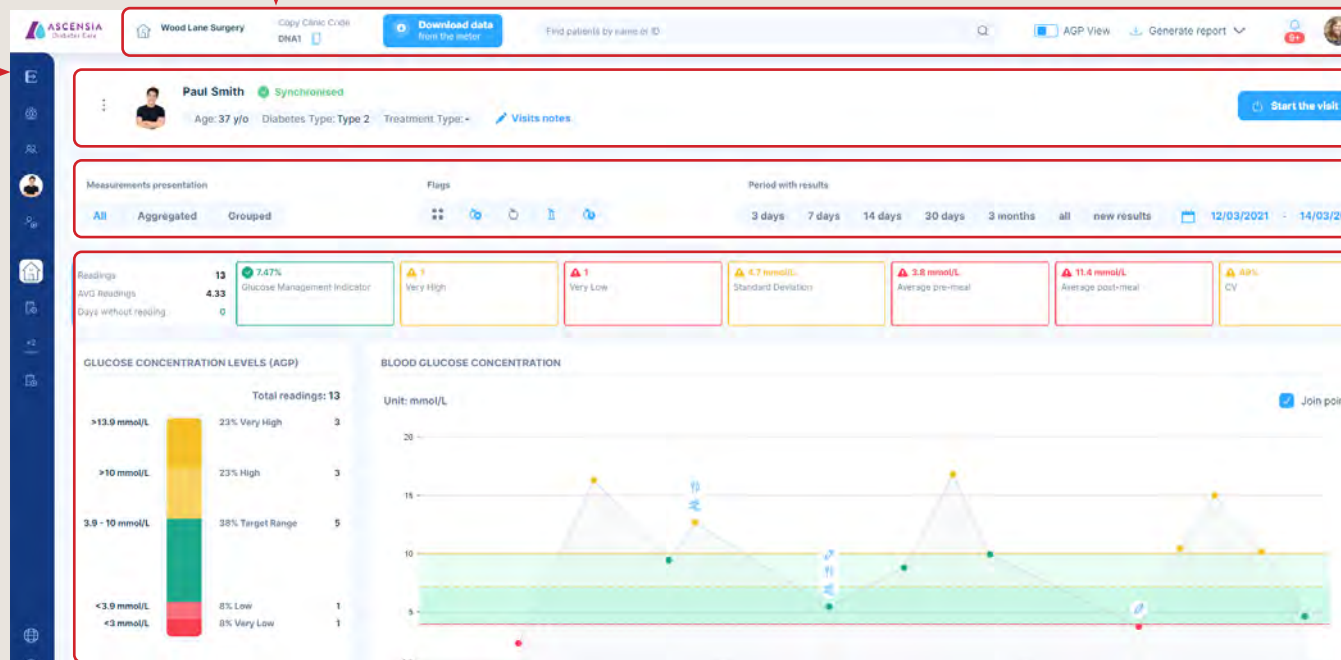 ASCENSIA
Diabetes Care
Wood Lane Surgery
Copy Clinic Code
DNA1
Download data
from the meter
Find patients by name or ID
AGP View
Generate report
9+
Paul Smith
Synchronised
Age: 37 y/o Diabetes Type: Type 2 Treatment Type: -
Visits notes
Start the visit
Measurements presentation
Flags
Period with results
All Aggregated Grouped
3 days 7 days 14 days 30 days 3 months all new results
12/03/2021 - 14/03/2
Readings 13
AVG Readings 4.33
Days without reading 0
7.47%
Glucose Management Indicator
1
Very High
1
Very Low
4.7 mmol/L
Standard Deviation
3.8 mmol/L
Average pre-meal
11.4 mmol/L
Average post-meal
CV
GLUCOSE CONCENTRATION LEVELS (AGP)
Total readings: 13
>13.9 mmol/L 23% Very High 3
>10 mmol/L 23% High 3
3.9 - 10 mmol/L 38% Target Range 5
<3.9 mmol/L 8% Low 1
<3 mmol/L 8% Very Low 1
BLOOD GLUCOSE CONCENTRATION
Unit: mmol/L
Join poi
20
15
10
5